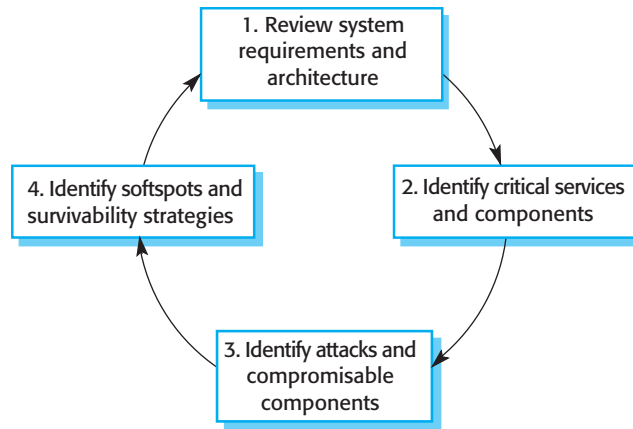 1. Review system
requirements and
architecture
2. Identify critical services
and components
3. Identify attacks and
compromisable
components
4. Identify softspots and
survivability strategies